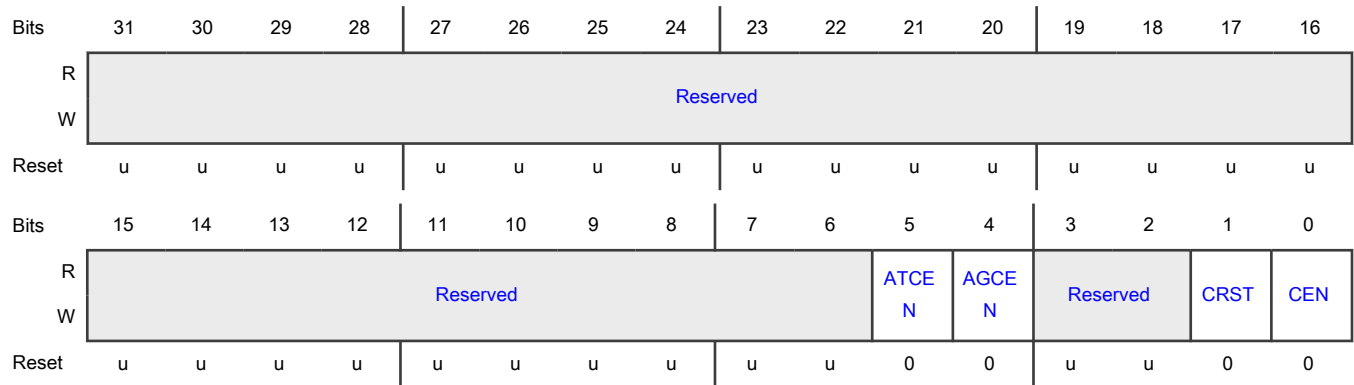 Bits 31 30 29 28 27 26 25 24 23 22 21 20 19 18 17 16
R
Reserved
W
Reset u u u u u u u u u u u u u u u u
Bits 15 14 13 12 11 10 9 8 7 6 5 4 3 2 1 0
R
Reserved ATCE N AGCE N Reserved CRST CEN
W
Reset u u u u u u u u u u 0 0 u u 0 0